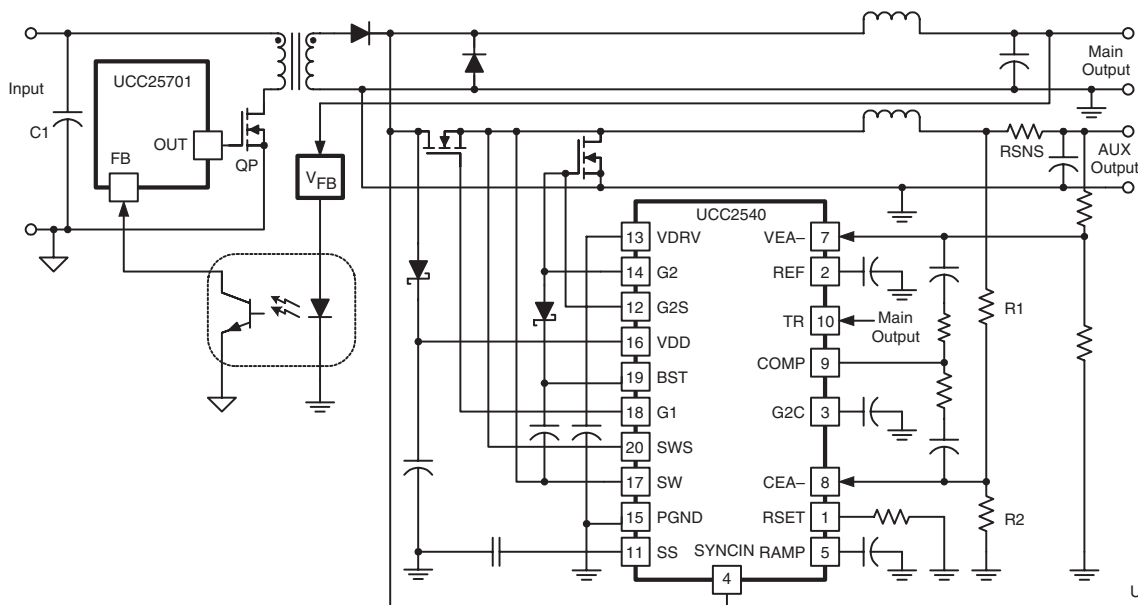 UCC25701
Input
C1
OUT
FB
QP
VFB
Main
Output
RSNS
AUX
Output
UCC2540
13 VDRV
14 G2
12 G2S
16 VDD
19 BST
18 G1
20 SWS
17 SW
15 PGND
11 SS
SYNCIN
4
VEA– 7
REF 2
TR 10
Main
Output
COMP 9
G2C 3
CEA– 8
RSET 1
RAMP 5
R1
R2
U